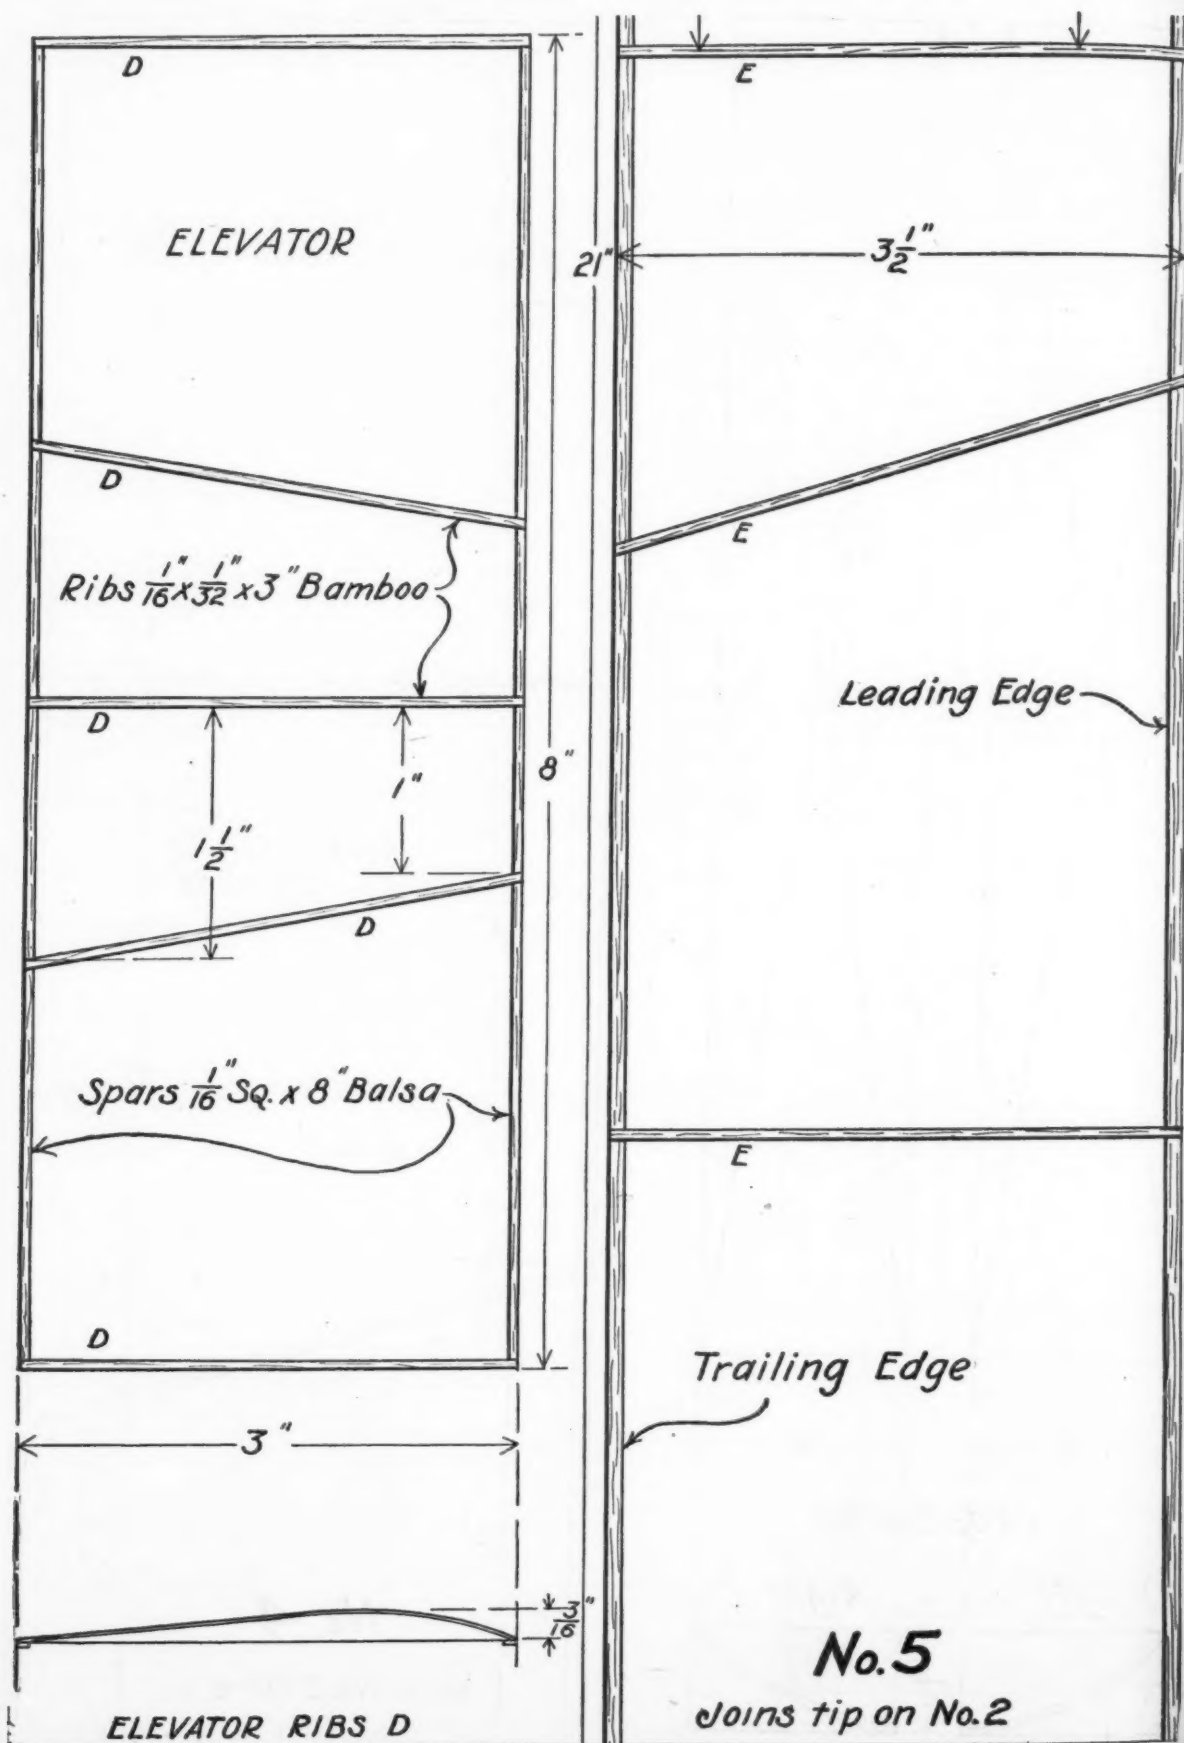 D
ELEVATOR
D
Ribs 1/16" x 1/32" x 3" Bamboo
D
1 1/2"
1"
8"
D
Spars 1/16" SQ. x 8" Balsa
D
3"
3/16"
ELEVATOR RIBS D
E
21"
3 1/2"
E
Leading Edge
E
Trailing Edge
No.5
Joins tip on No.2